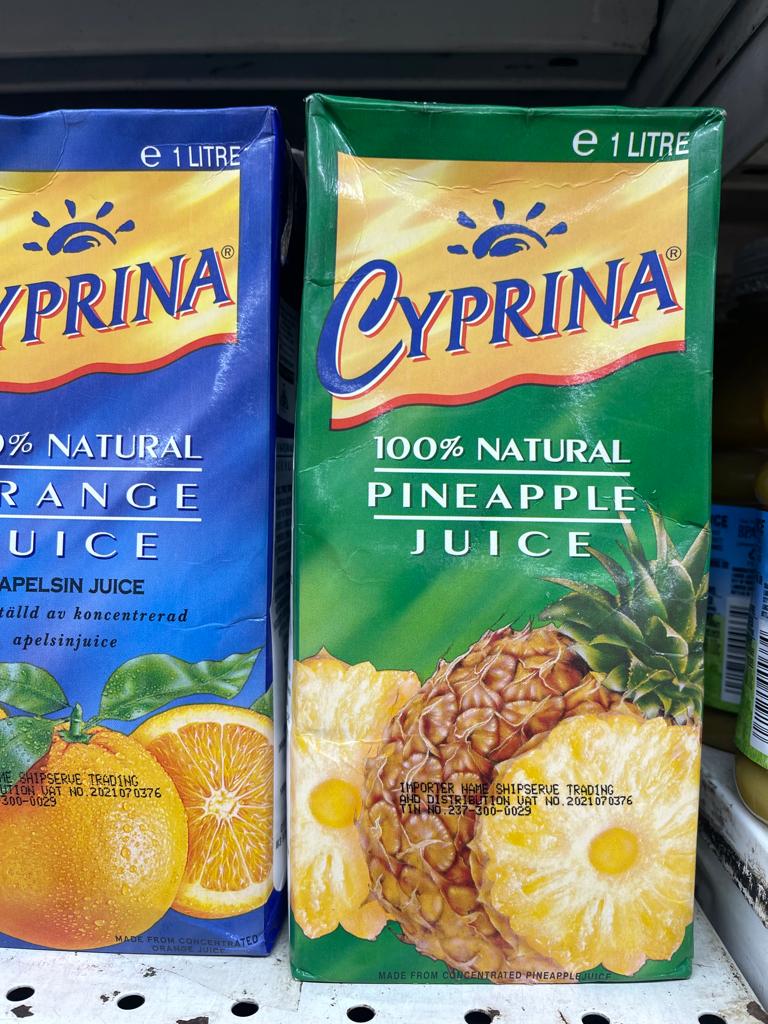 e 1 LITRE
YPRINA®
% NATURAL
RANGE
UICE
APELSIN JUICE
ställd av koncentrerad
apelsinjuice
ME SHIPSERVE TRADING
UTION VAT NO.2021070376
-300-0029
MADE FROM CONCENTRATED
ORANGE JUICE
e 1 LITRE
CYPRINA®
100% NATURAL
PINEAPPLE
JUICE
IMPORTER NAME SHIPSERVE TRADING
AND DISTRIBUTION VAT NO.2021070376
TIN NO.237-300-0029
MADE FROM CONCENTRATED PINEAPPLE JUICE